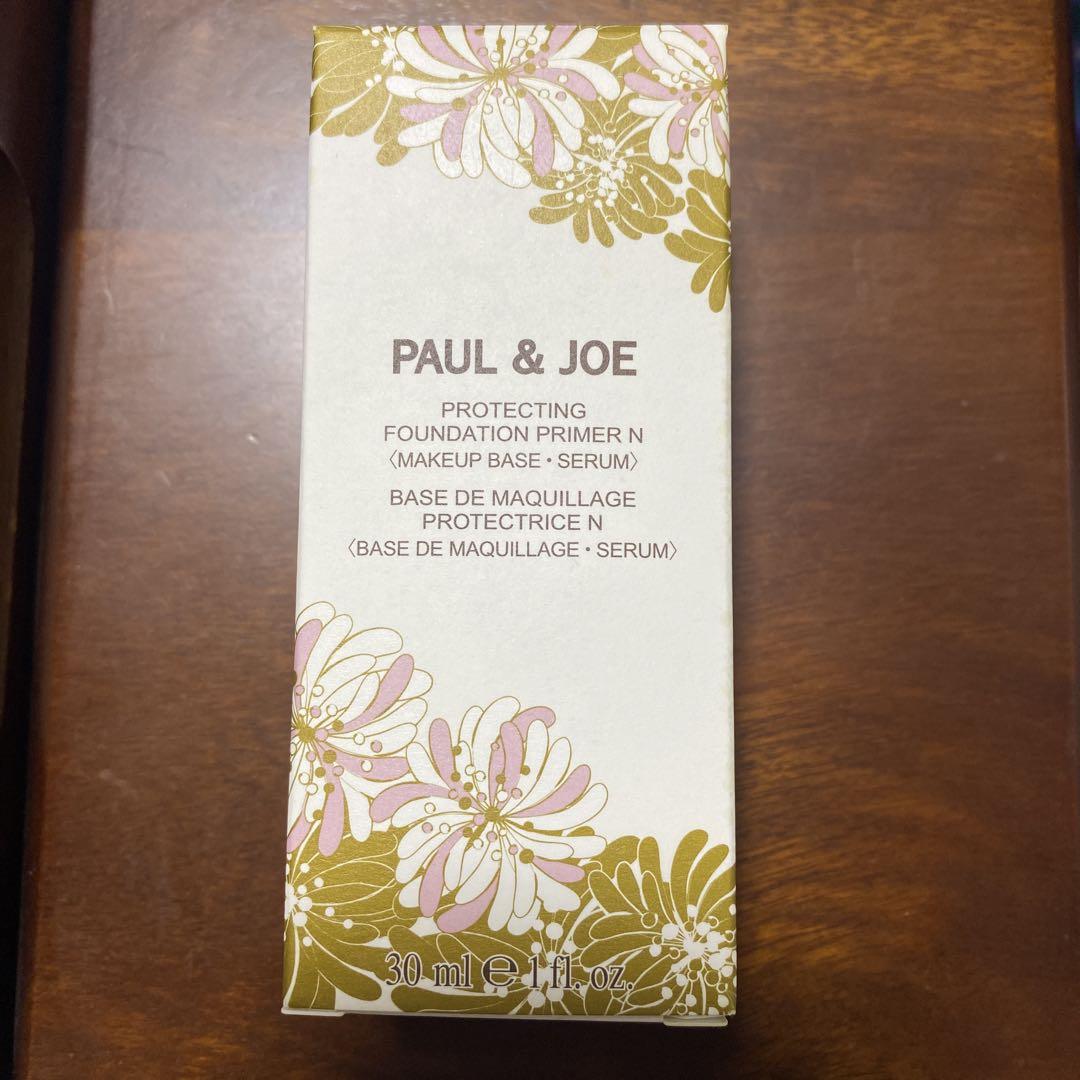 PAUL & JOE
PROTECTING
FOUNDATION PRIMER N
〈MAKEUP BASE・SERUM〉
BASE DE MAQUILLAGE
PROTECTRICE N
〈BASE DE MAQUILLAGE・SERUM〉
30 ml ℮ 1 fl. oz.